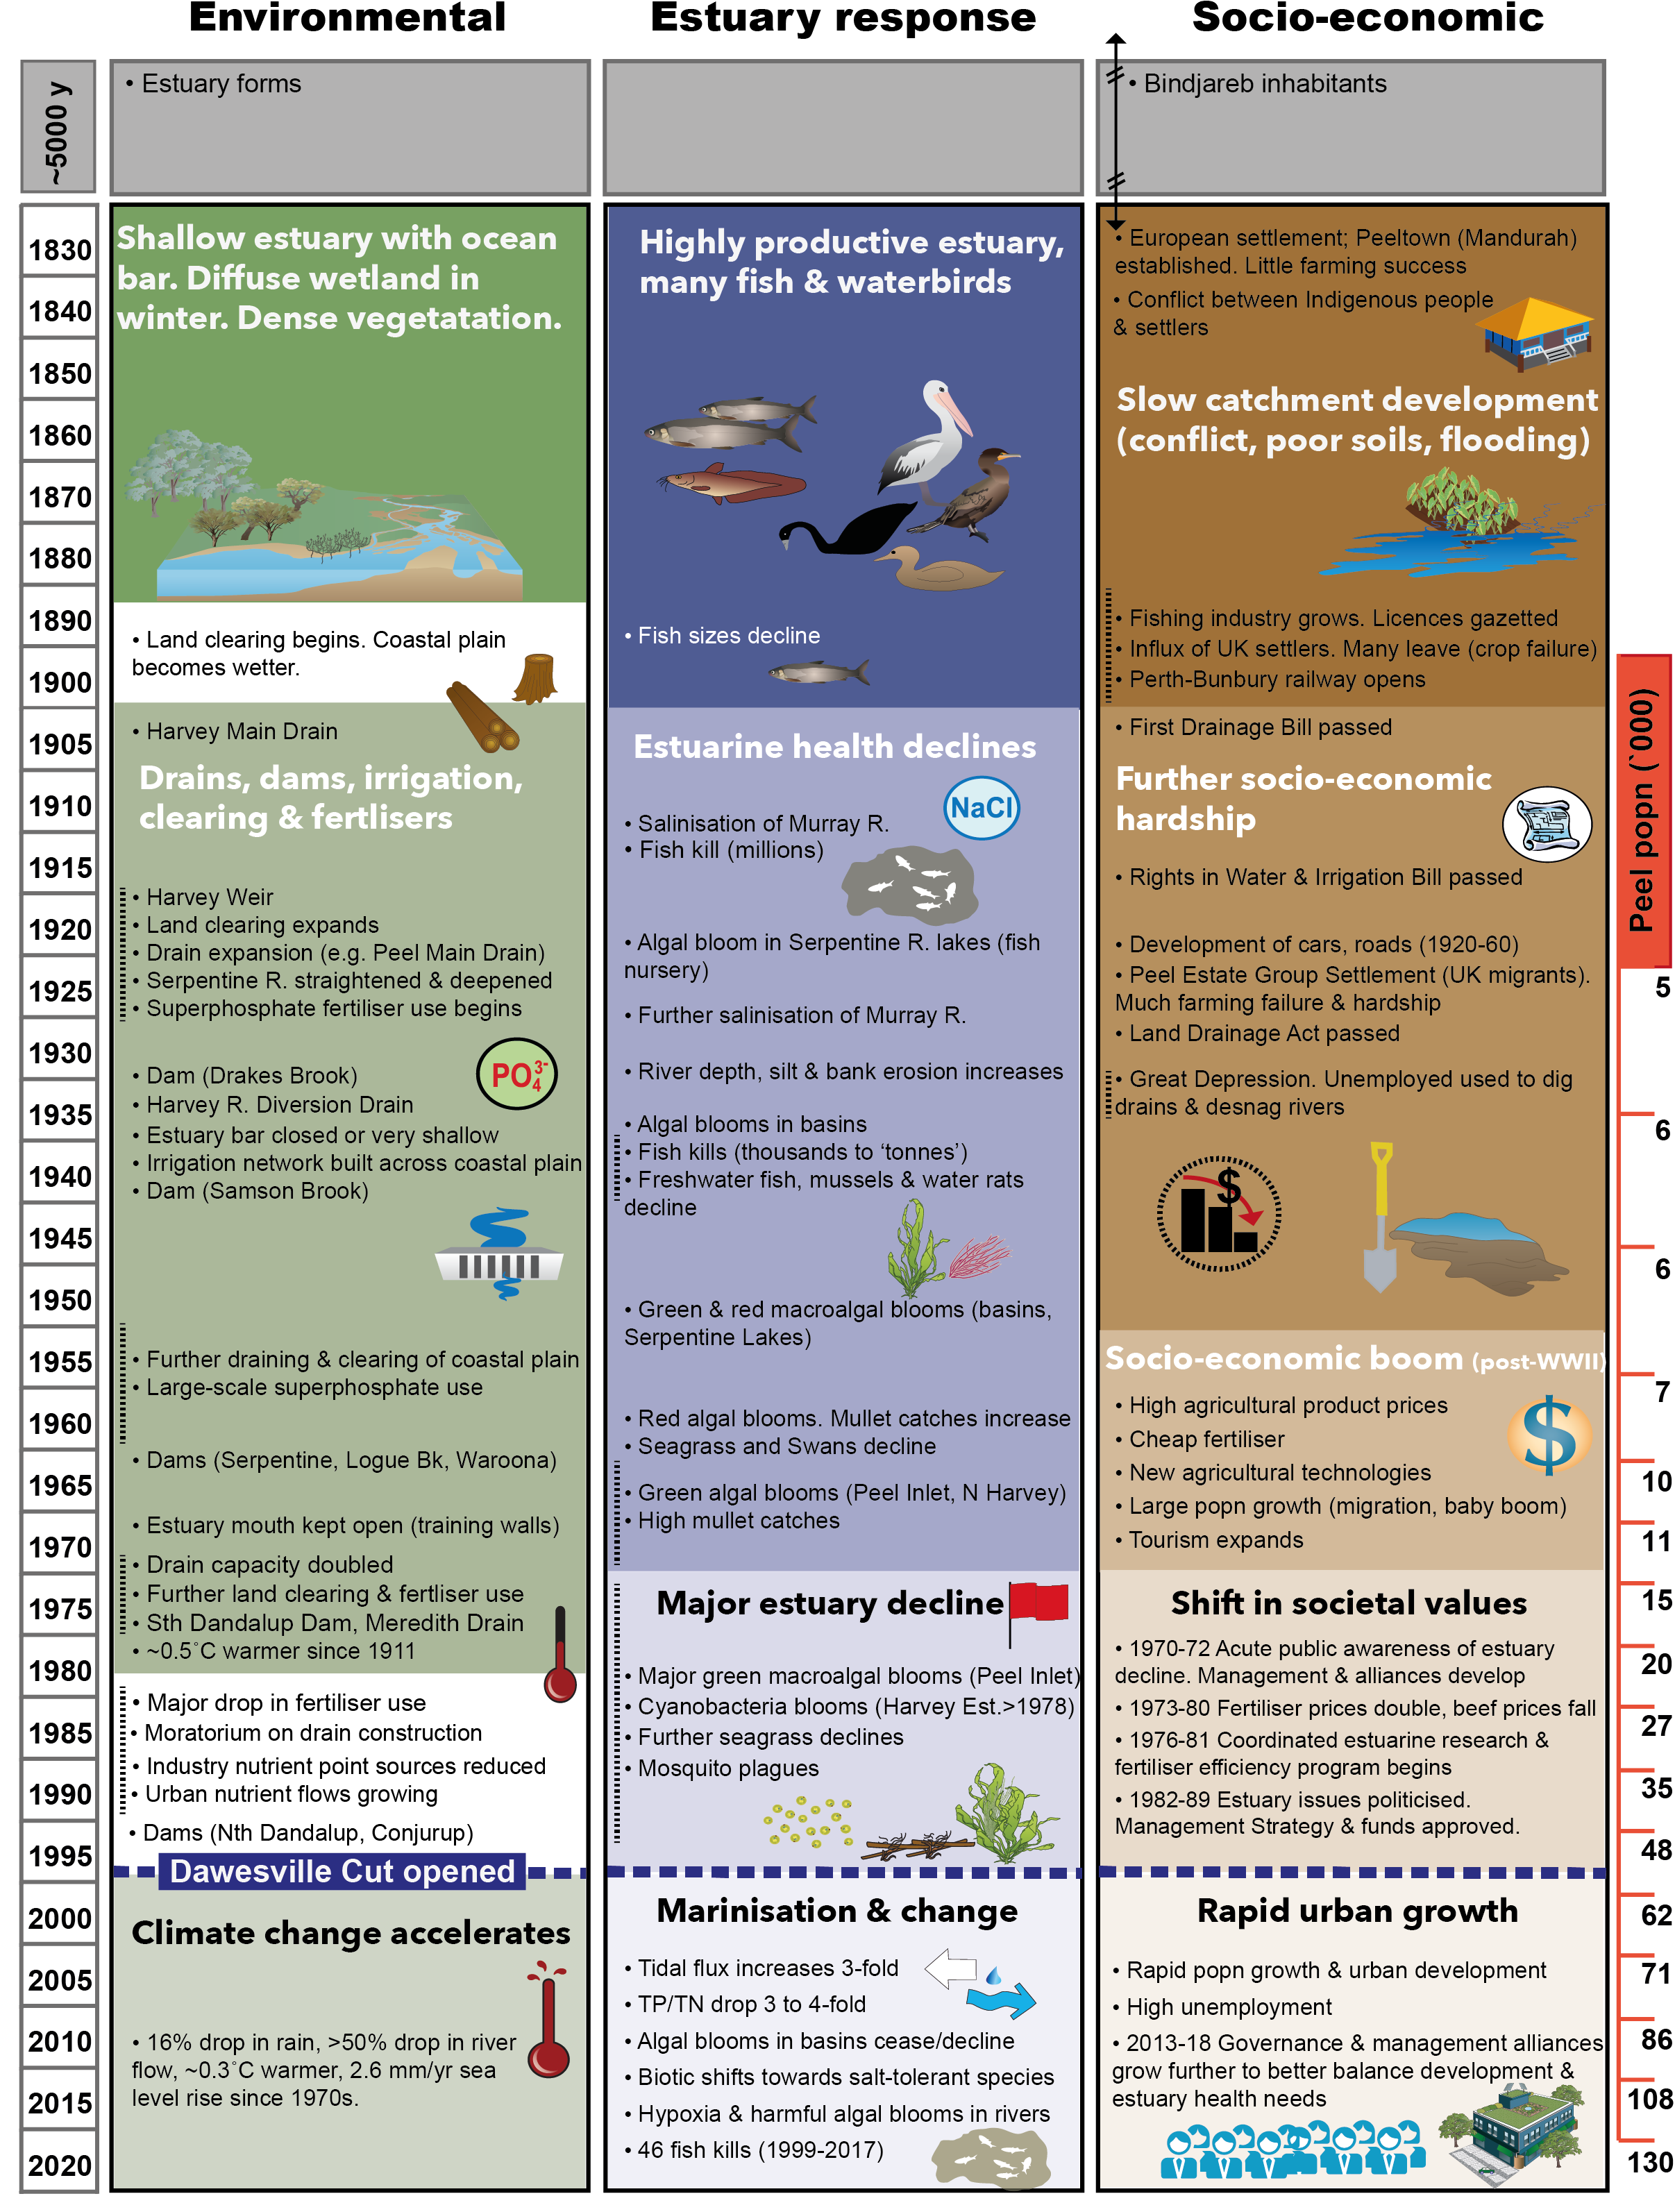 Environmental
Estuary response
Socio-economic
~5000 y
• Estuary forms
• Bindjareb inhabitants
1830
1840
1850
1860
1870
1880
1890
1900
1905
1910
1915
1920
1925
1930
1935
1940
1945
1950
1955
1960
1965
1970
1975
1980
1985
1990
1995
2000
2005
2010
2015
2020
Shallow estuary with ocean
bar. Diffuse wetland in
winter. Dense vegetatation.
• Land clearing begins. Coastal plain
becomes wetter.
• Harvey Main Drain
Drains, dams, irrigation,
clearing & fertlisers
• Harvey Weir
• Land clearing expands
• Drain expansion (e.g. Peel Main Drain)
• Serpentine R. straightened & deepened
• Superphosphate fertiliser use begins
PO₄³⁻
• Dam (Drakes Brook)
• Harvey R. Diversion Drain
• Estuary bar closed or very shallow
• Irrigation network built across coastal plain
• Dam (Samson Brook)
• Further draining & clearing of coastal plain
• Large-scale superphosphate use
• Dams (Serpentine, Logue Bk, Waroona)
• Estuary mouth kept open (training walls)
• Drain capacity doubled
• Further land clearing & fertliser use
• Sth Dandalup Dam, Meredith Drain
• ~0.5˚C warmer since 1911
• Major drop in fertiliser use
• Moratorium on drain construction
• Industry nutrient point sources reduced
• Urban nutrient flows growing
• Dams (Nth Dandalup, Conjurup)
Dawesville Cut opened
Climate change accelerates
• 16% drop in rain, >50% drop in river
flow, ~0.3˚C warmer, 2.6 mm/yr sea
level rise since 1970s.
Highly productive estuary,
many fish & waterbirds
• Fish sizes decline
Estuarine health declines
NaCl
• Salinisation of Murray R.
• Fish kill (millions)
• Algal bloom in Serpentine R. lakes (fish
nursery)
• Further salinisation of Murray R.
• River depth, silt & bank erosion increases
• Algal blooms in basins
• Fish kills (thousands to ‘tonnes’)
• Freshwater fish, mussels & water rats
decline
• Green & red macroalgal blooms (basins,
Serpentine Lakes)
• Red algal blooms. Mullet catches increase
• Seagrass and Swans decline
• Green algal blooms (Peel Inlet, N Harvey)
• High mullet catches
Major estuary decline
• Major green macroalgal blooms (Peel Inlet)
• Cyanobacteria blooms (Harvey Est.>1978)
• Further seagrass declines
• Mosquito plagues
Marinisation & change
• Tidal flux increases 3-fold
• TP/TN drop 3 to 4-fold
• Algal blooms in basins cease/decline
• Biotic shifts towards salt-tolerant species
• Hypoxia & harmful algal blooms in rivers
• 46 fish kills (1999-2017)
• European settlement; Peeltown (Mandurah)
established. Little farming success
• Conflict between Indigenous people
& settlers
Slow catchment development
(conflict, poor soils, flooding)
• Fishing industry grows. Licences gazetted
• Influx of UK settlers. Many leave (crop failure)
• Perth-Bunbury railway opens
• First Drainage Bill passed
Further socio-economic
hardship
• Rights in Water & Irrigation Bill passed
• Development of cars, roads (1920-60)
• Peel Estate Group Settlement (UK migrants).
Much farming failure & hardship
• Land Drainage Act passed
• Great Depression. Unemployed used to dig
drains & desnag rivers
$
Socio-economic boom (post-WWII)
• High agricultural product prices
• Cheap fertiliser
• New agricultural technologies
• Large popn growth (migration, baby boom)
• Tourism expands
$
Shift in societal values
• 1970-72 Acute public awareness of estuary
decline. Management & alliances develop
• 1973-80 Fertiliser prices double, beef prices fall
• 1976-81 Coordinated estuarine research &
fertiliser efficiency program begins
• 1982-89 Estuary issues politicised.
Management Strategy & funds approved.
Rapid urban growth
• Rapid popn growth & urban development
• High unemployment
• 2013-18 Governance & management alliances
grow further to better balance development &
estuary health needs
Peel popn (`000)
5
6
6
7
10
11
15
20
27
35
48
62
71
86
108
130